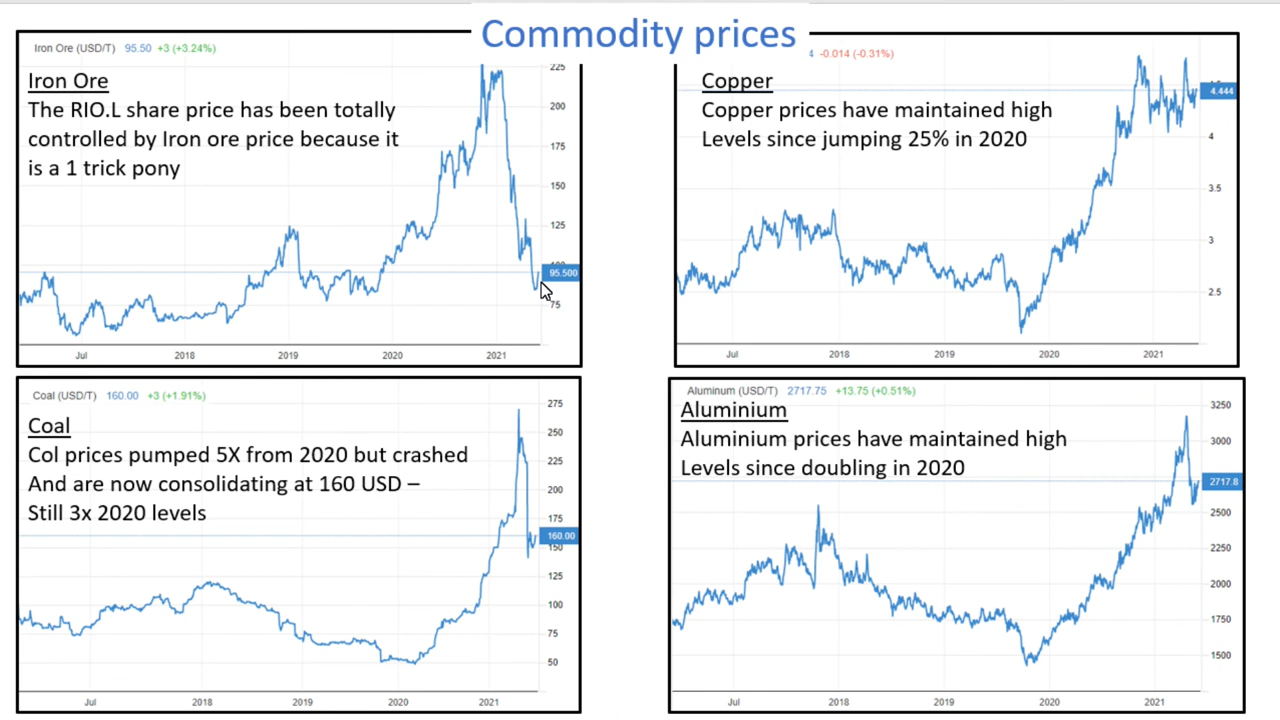 Commodity prices
Iron Ore (USD/T) 95.50 +3 (+3.24%)
Iron Ore
The RIO.L share price has been totally
controlled by Iron ore price because it
is a 1 trick pony
225
200
175
150
125
100
95.500
75
Jul 2018 2019 2020 2021
4 -0.014 (-0.31%)
Copper
Copper prices have maintained high
Levels since jumping 25% in 2020
4.444
4
3.5
3
2.5
Jul 2018 2019 2020 2021
Coal (USD/T) 160.00 +3 (+1.91%)
Coal
Col prices pumped 5X from 2020 but crashed
And are now consolidating at 160 USD –
Still 3x 2020 levels
275
250
225
200
175
160.00
150
125
100
75
50
Jul 2018 2019 2020 2021
Aluminum (USD/T) 2717.75 +13.75 (+0.51%)
Aluminium
Aluminium prices have maintained high
Levels since doubling in 2020
3250
3000
2717.8
2500
2250
2000
1750
1500
Jul 2018 2019 2020 2021